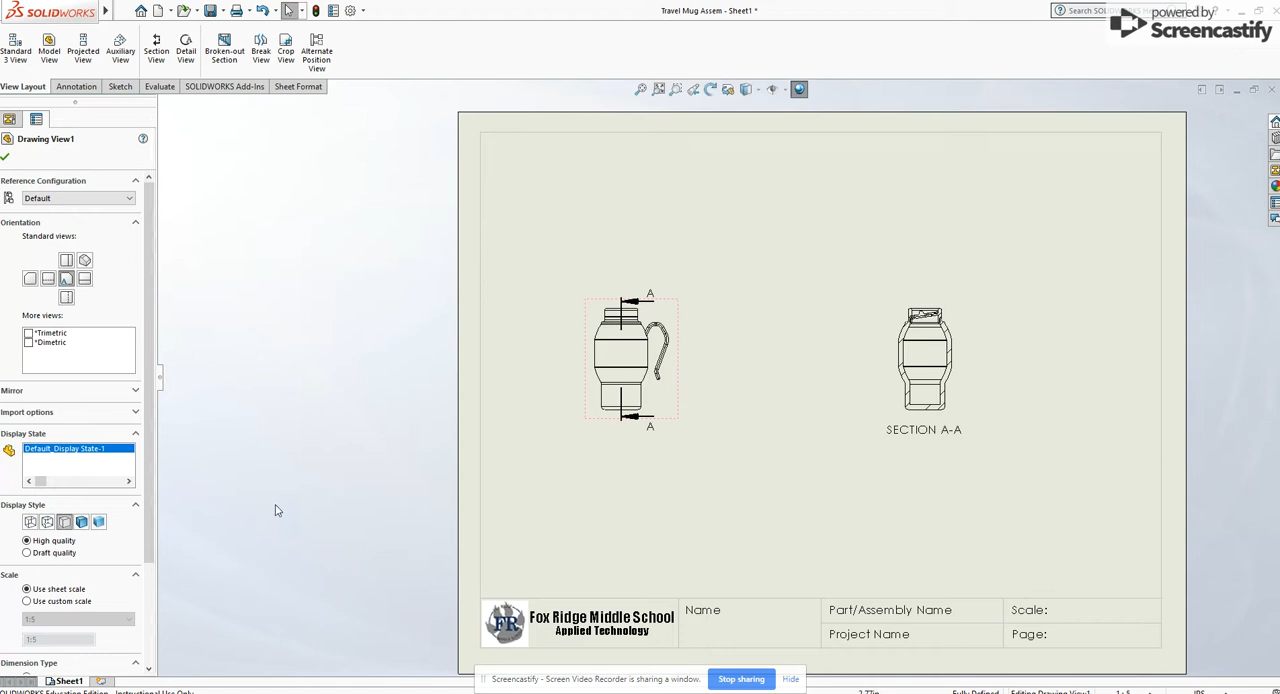 SOLIDWORKS
Travel Mug Assem - Sheet1 *
powered by
Screencastify
Standard
3 View
Model
View
Projected
View
Auxiliary
View
Section
View
Detail
View
Broken-out
Section
Break
View
Crop
View
Alternate
Position
View
View Layout
Annotation
Sketch
Evaluate
SOLIDWORKS Add-Ins
Sheet Format
Drawing View1
Reference Configuration
Default
Orientation
Standard views:
More views:
*Trimetric
*Dimetric
Mirror
Import options
Display State
Default_Display State-1
Display Style
High quality
Draft quality
Scale
Use sheet scale
Use custom scale
1:5
1:5
Dimension Type
A
A
SECTION A-A
FR
Fox Ridge Middle School
Applied Technology
Name
Part/Assembly Name
Project Name
Scale:
Page:
Sheet1
Screencastify - Screen Video Recorder is sharing a window.
Stop sharing
Hide